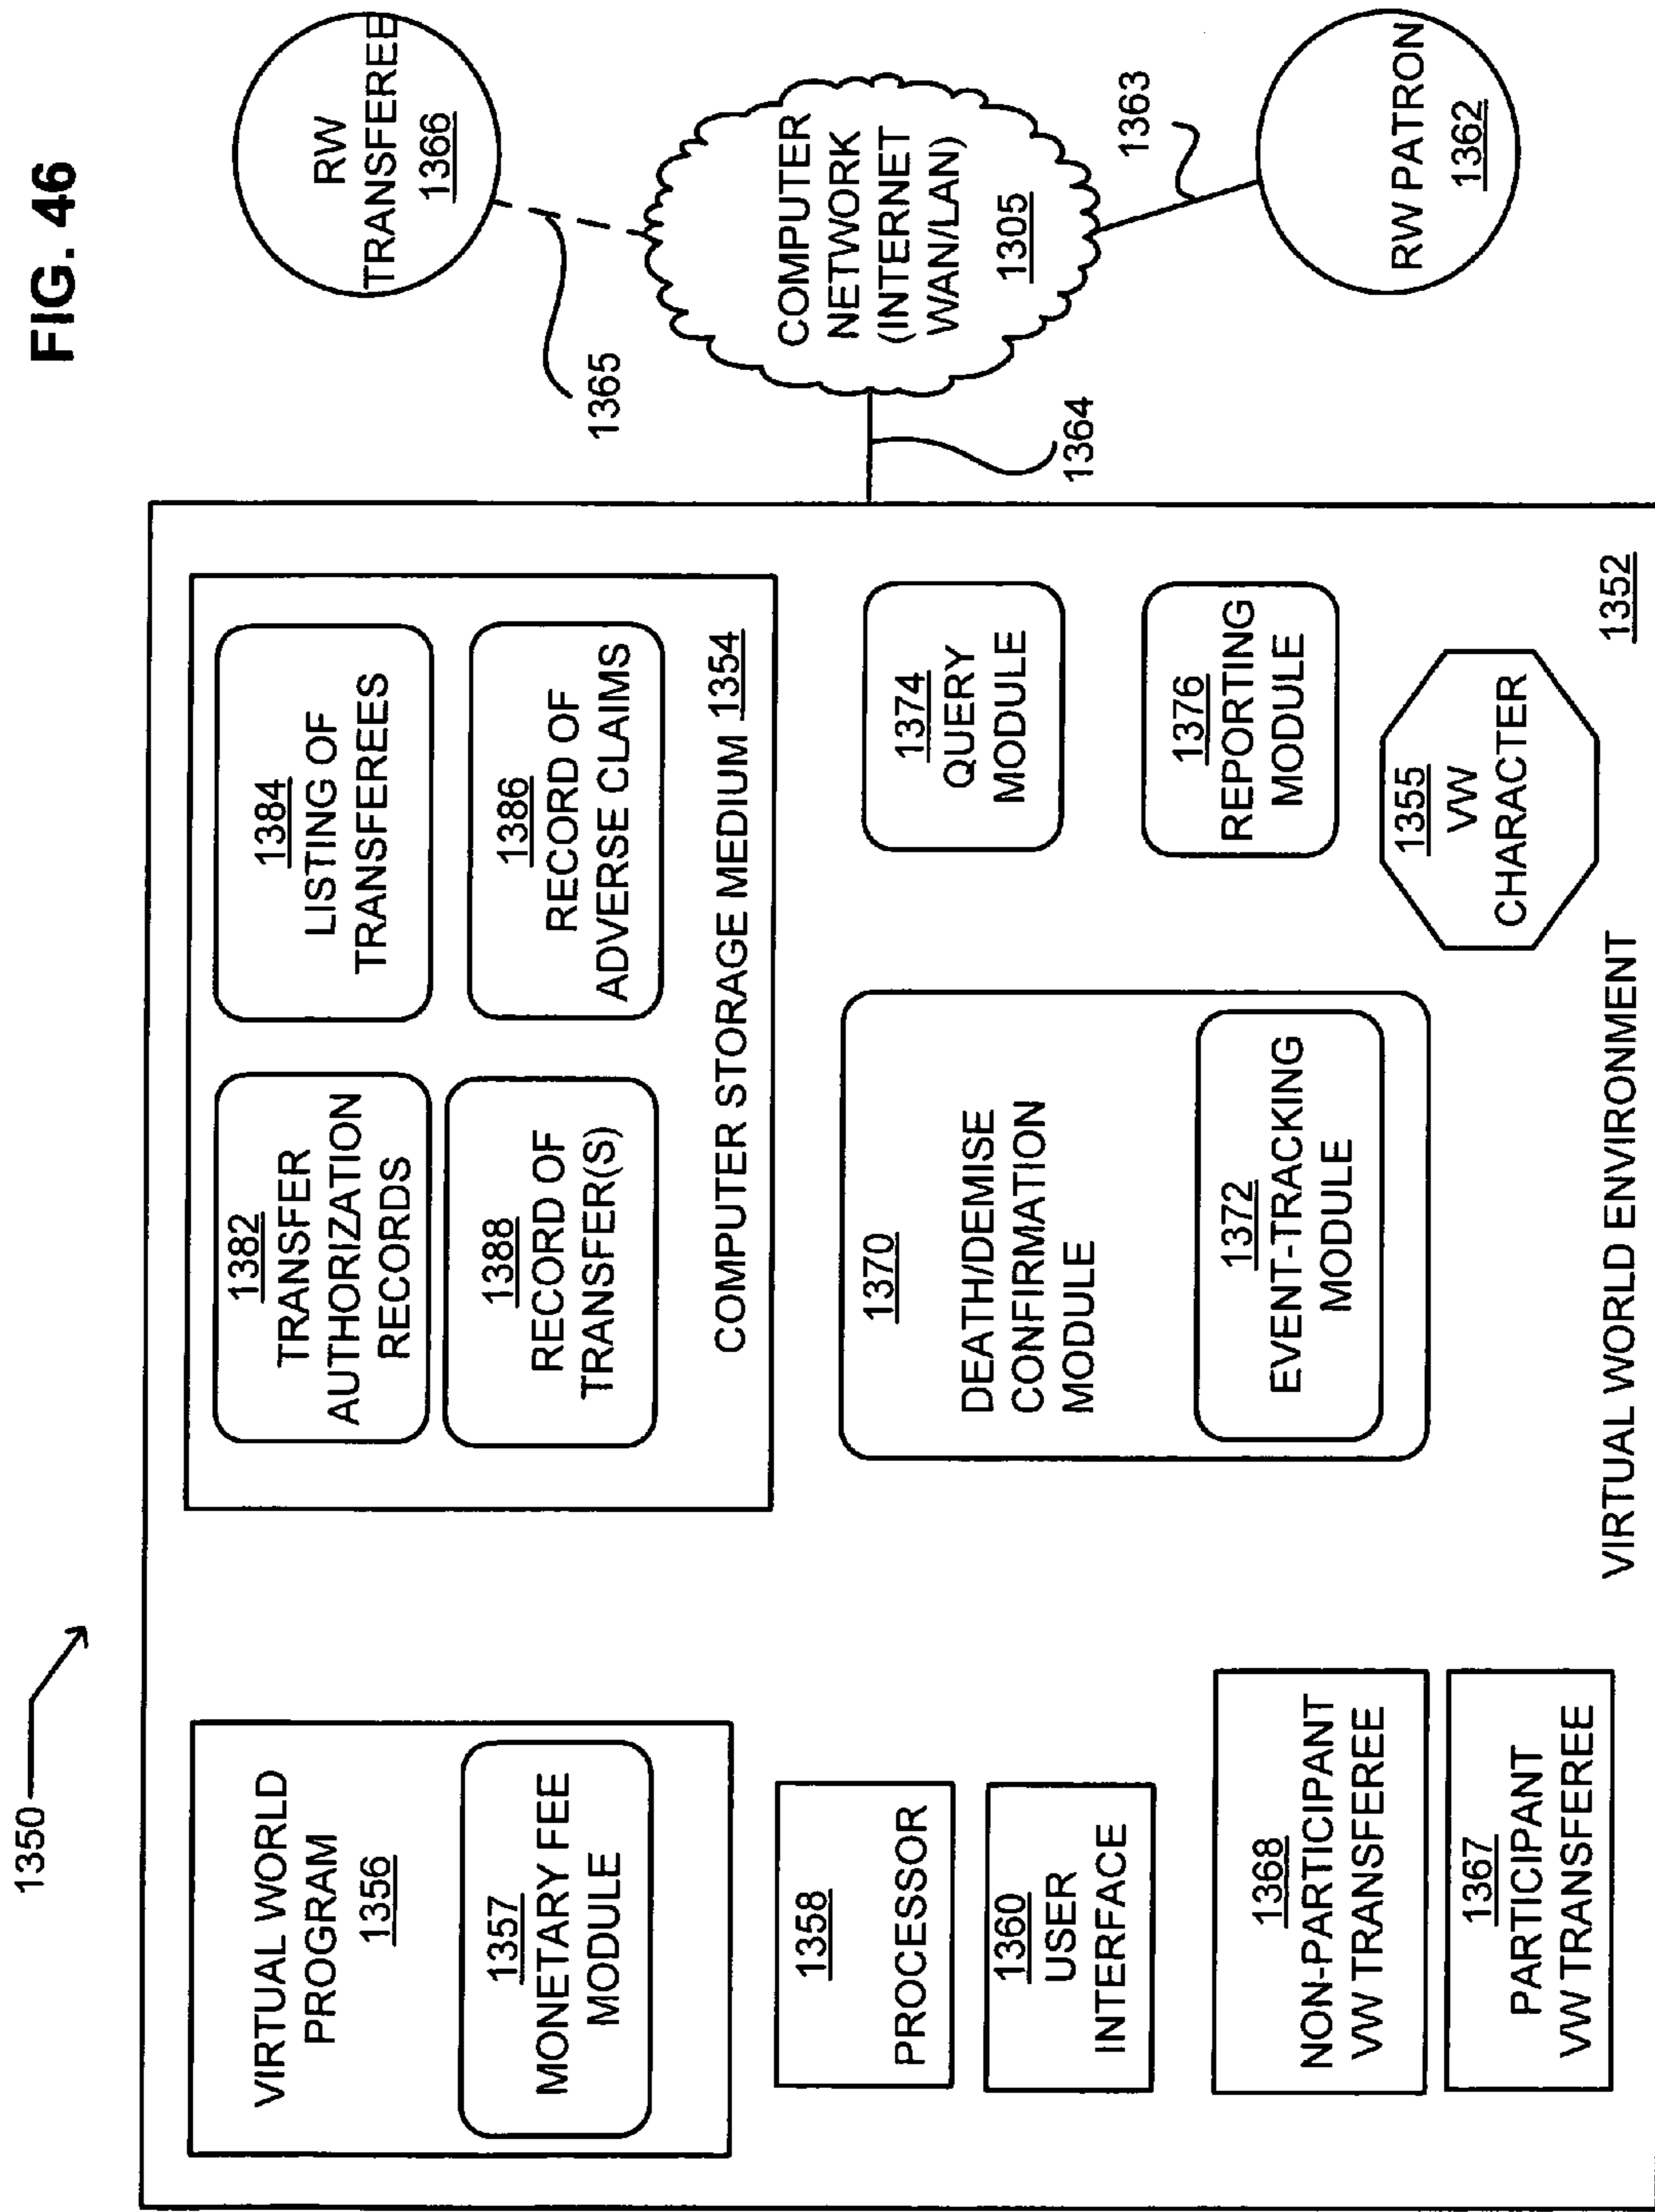 FIG. 46
1350
VIRTUAL WORLD
PROGRAM
1356
1357
MONETARY FEE
MODULE
1358
PROCESSOR
1360
USER
INTERFACE
1368
NON-PARTICIPANT
VW TRANSFEREE
1367
PARTICIPANT
VW TRANSFEREE
1382
TRANSFER
AUTHORIZATION
RECORDS
1384
LISTING OF
TRANSFEREES
1388
RECORD OF
TRANSFER(S)
1386
RECORD OF
ADVERSE CLAIMS
COMPUTER STORAGE MEDIUM 1354
1370
DEATH/DEMISE
CONFIRMATION
MODULE
1372
EVENT-TRACKING
MODULE
1374
QUERY
MODULE
1376
REPORTING
MODULE
1355
VW
CHARACTER
VIRTUAL WORLD ENVIRONMENT
1352
RW
TRANSFEREE
1366
1365
COMPUTER
NETWORK
(INTERNET
WAN/LAN)
1305
1364
1363
RW PATRON
1362